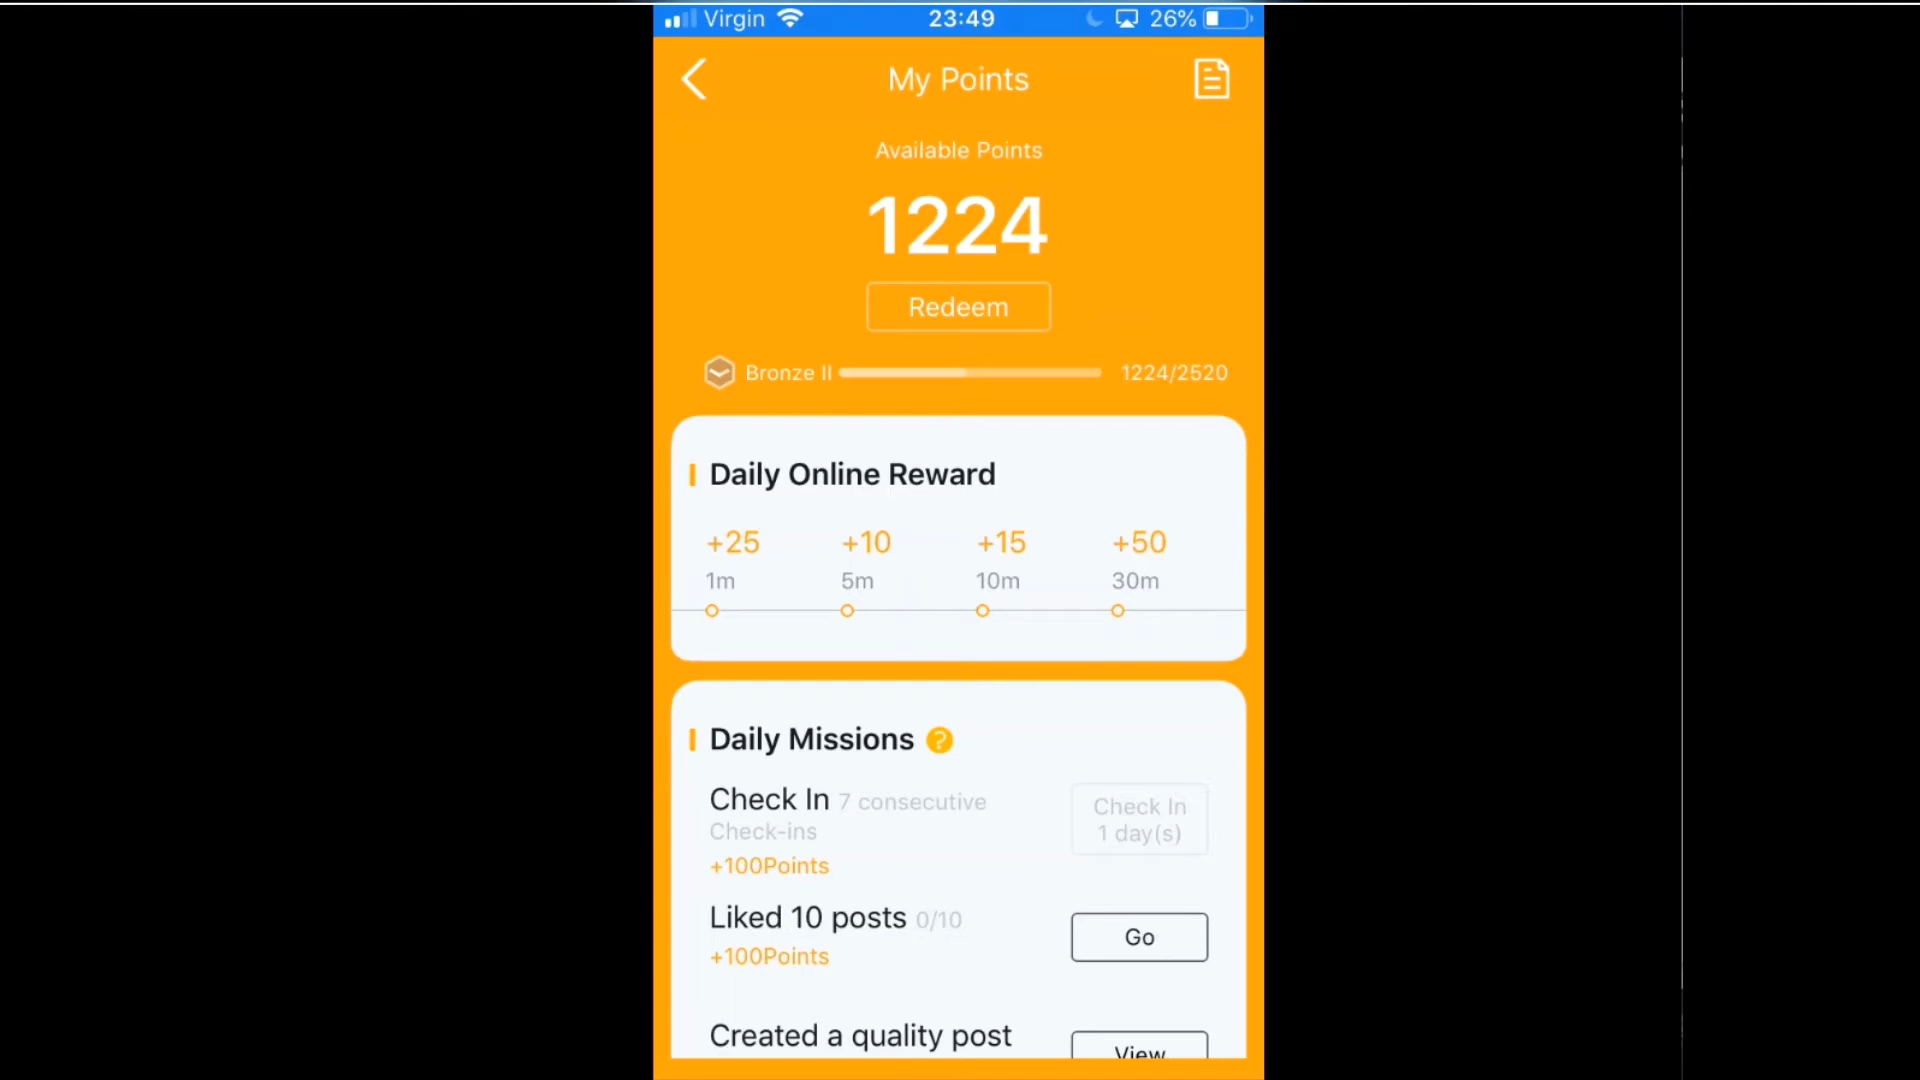 Virgin 23:49 26%
My Points
Available Points
1224
Redeem
Bronze II 1224/2520
Daily Online Reward
+25 +10 +15 +50
1m 5m 10m 30m
Daily Missions ?
Check In 7 consecutive
Check-ins
+100Points
Check In
1 day(s)
Liked 10 posts 0/10
+100Points
Go
Created a quality post
View